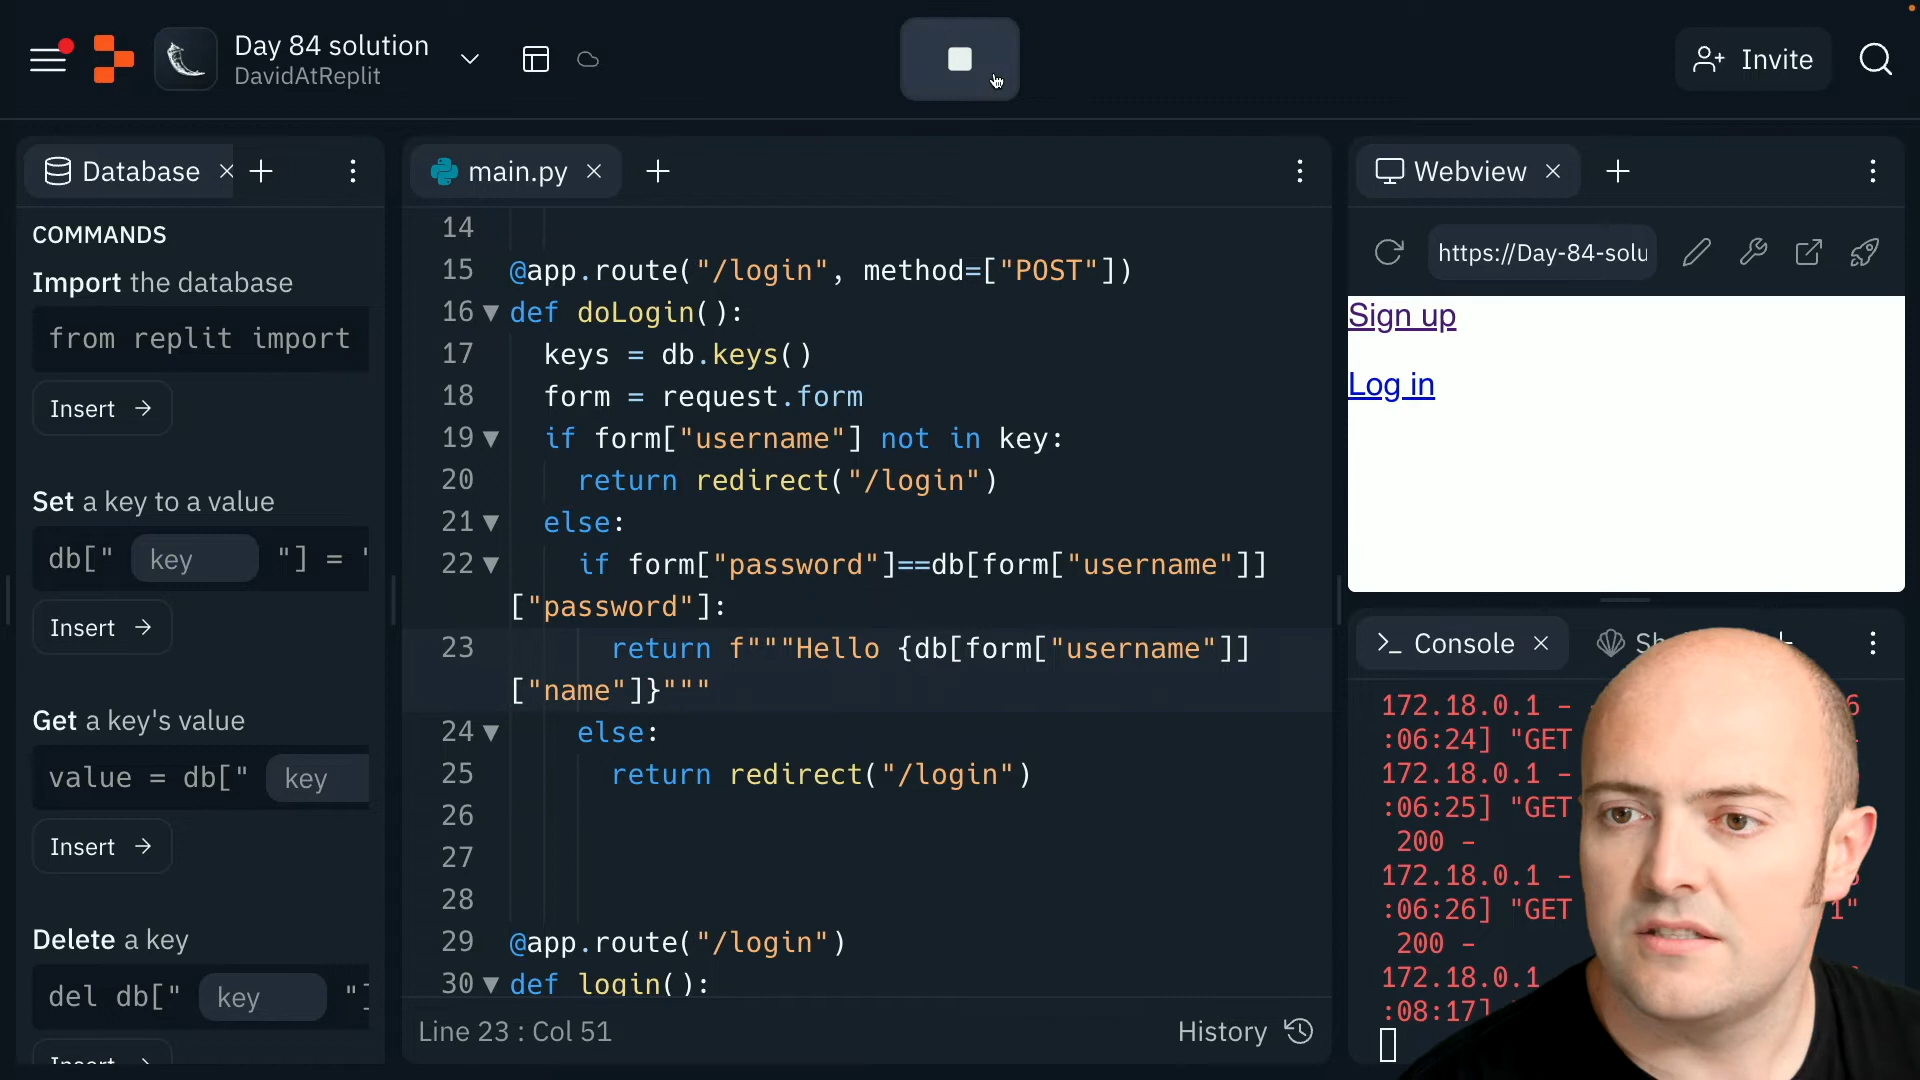 Day 84 solution
DavidAtReplit
Invite
Database
COMMANDS
Import the database
from replit import
Insert →
Set a key to a value
db[" key "] = '
Insert →
Get a key's value
value = db[" key
Insert →
Delete a key
del db[" key "]
Insert
main.py
14
15 @app.route("/login", method=["POST"])
16 def doLogin():
17 keys = db.keys()
18 form = request.form
19 if form["username"] not in key:
20 return redirect("/login")
21 else:
22 if form["password"]==db[form["username"]]
["password"]:
23 return f"""Hello {db[form["username"]]
["name"]}"""
24 else:
25 return redirect("/login")
26
27
28
29 @app.route("/login")
30 def login():
Line 23 : Col 51
History
Webview
https://Day-84-solu
Sign up
Log in
Console
172.18.0.1 -
:06:24] "GET
172.18.0.1 -
:06:25] "GET
200 -
172.18.0.1 -
:06:26] "GET 1"
200 -
172.18.0.1
:08:17]